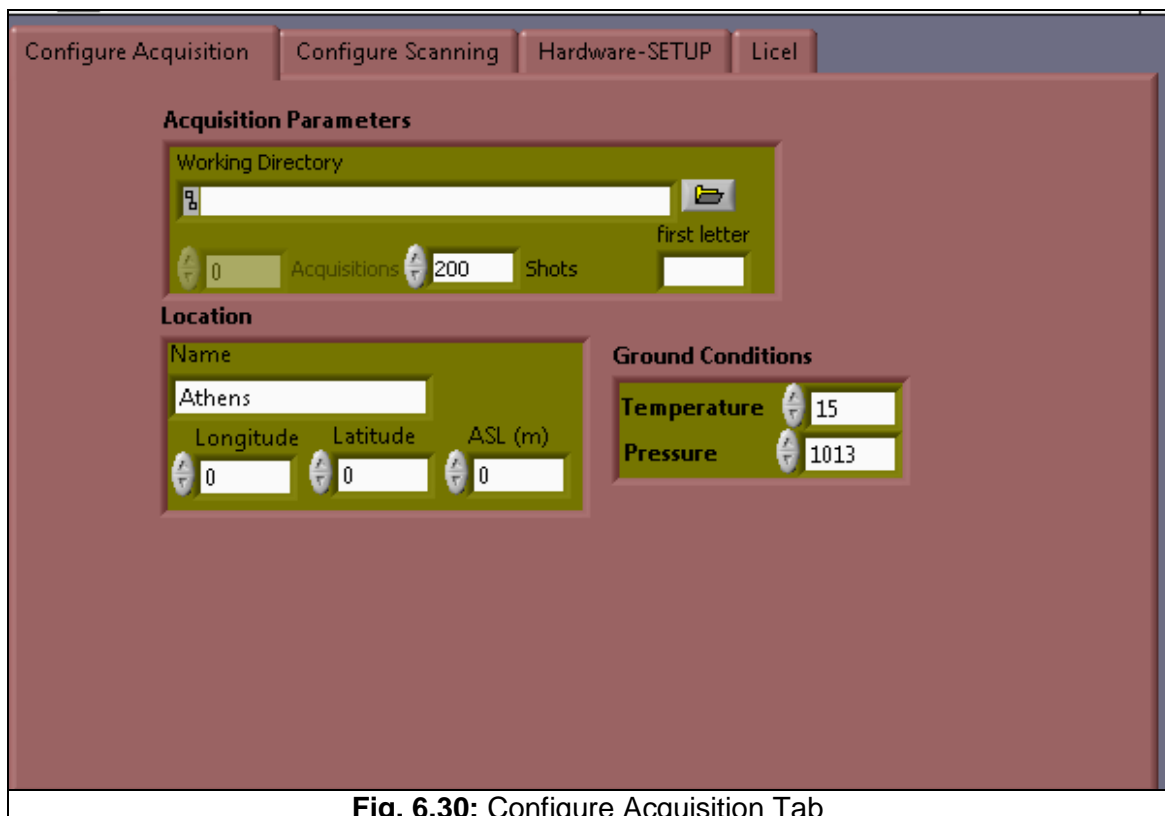 Configure Acquisition Configure Scanning Hardware-SETUP Licel
Acquisition Parameters
Working Directory
first letter
0 Acquisitions 200 Shots
Location
Name
Athens
Longitude Latitude ASL (m)
0 0 0
Ground Conditions
Temperature 15
Pressure 1013
Fig. 6.30: Configure Acquisition Tab